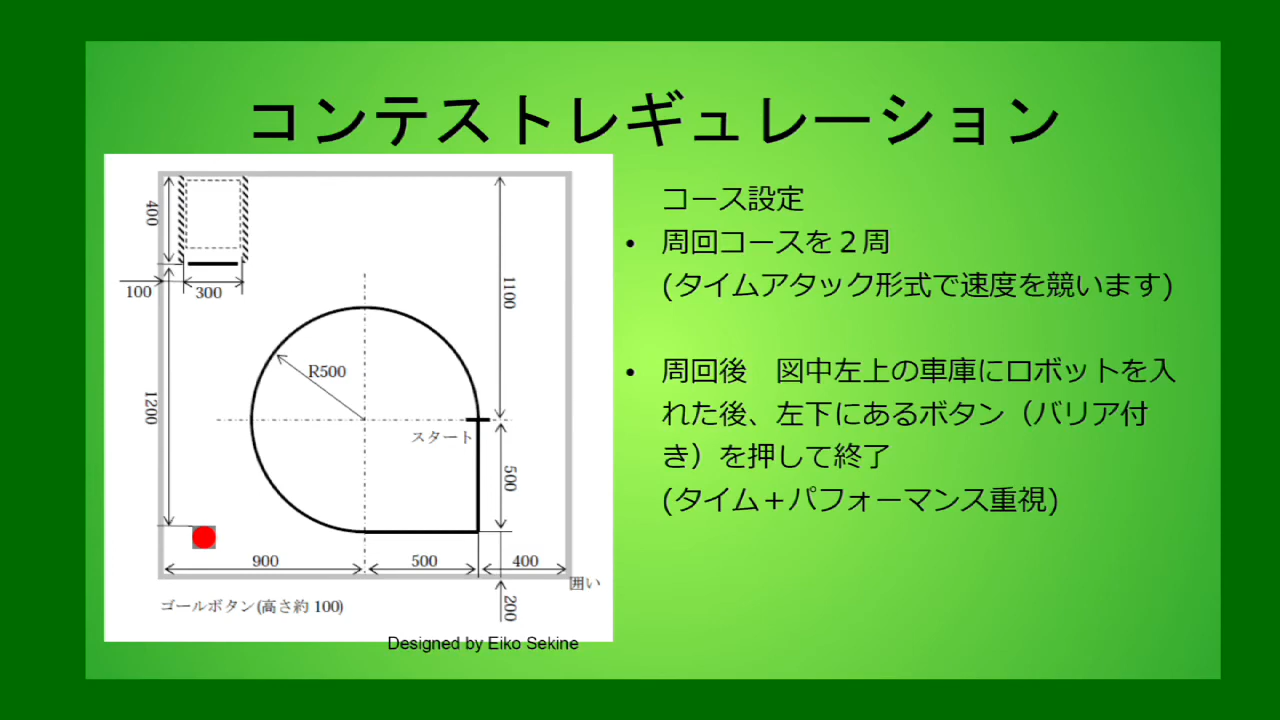 コンテストレギュレーション
400
100
300
1100
R500
1200
スタート
500
900
500
400
囲い
200
ゴールボタン(高さ約 100)
Designed by Eiko Sekine
コース設定
• 周回コースを２周
(タイムアタック形式で速度を競います)
• 周回後　図中左上の車庫にロボットを入
れた後、左下にあるボタン（バリア付
き）を押して終了
(タイム＋パフォーマンス重視)